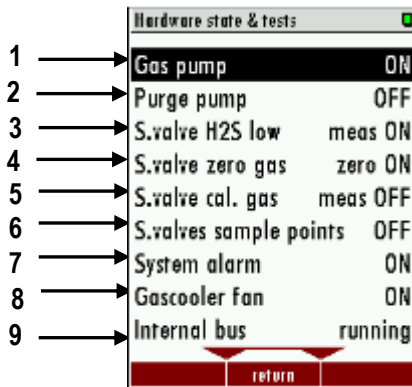 Hardware state & tests
1 Gas pump ON
2 Purge pump OFF
3 S.valve H2S low meas ON
4 S.valve zero gas zero ON
5 S.valve cal. gas meas OFF
6 S.valves sample points OFF
7 System alarm ON
8 Gascooler fan ON
9 Internal bus running
return